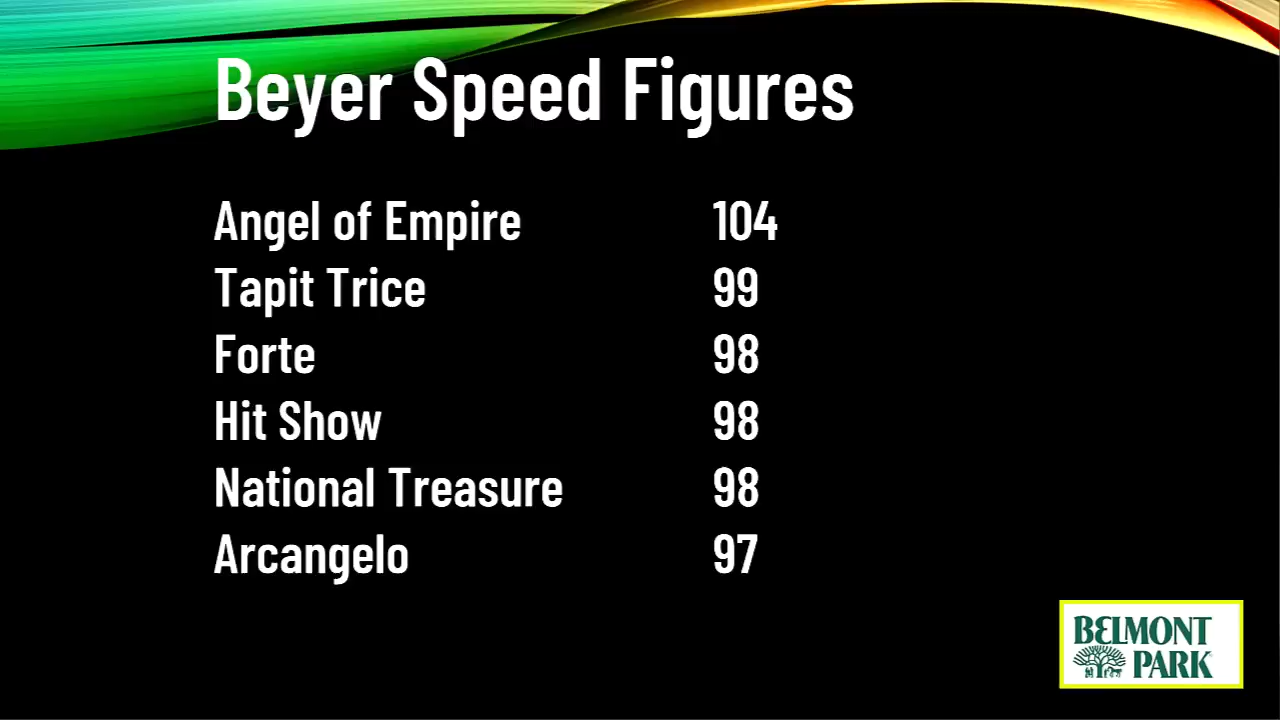 Beyer Speed Figures
Angel of Empire 104
Tapit Trice 99
Forte 98
Hit Show 98
National Treasure 98
Arcangelo 97
BELMONT
PARK